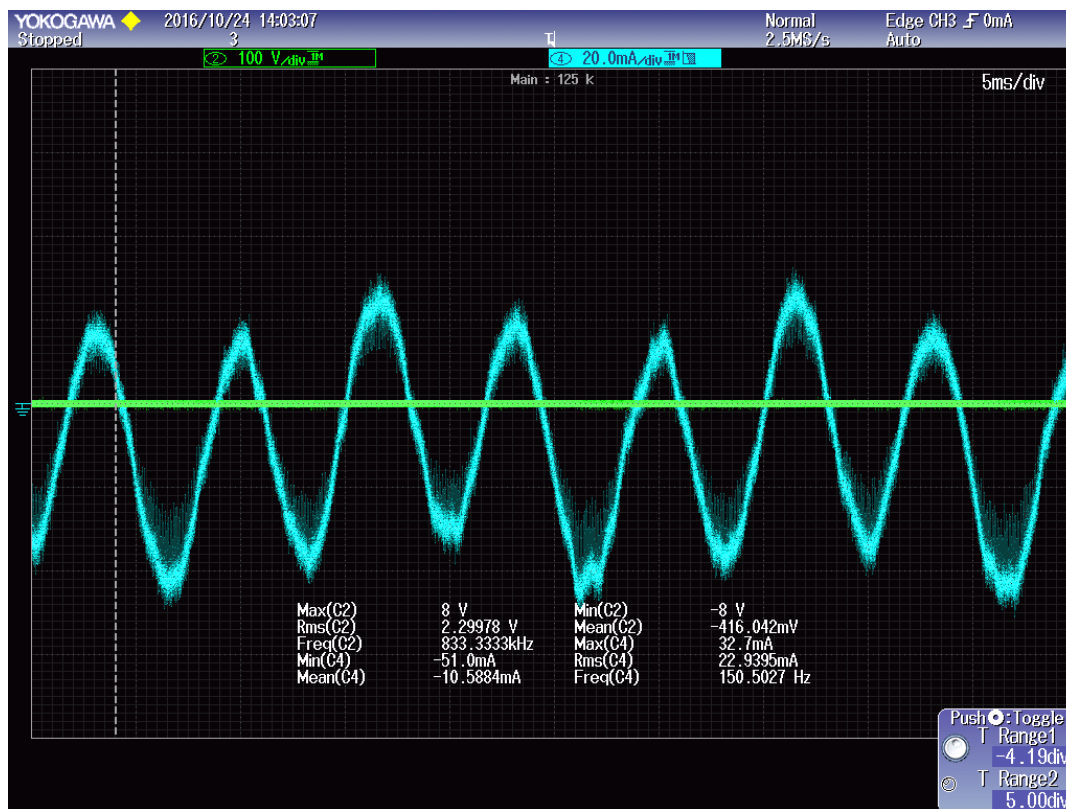 YOKOGAWA 2016/10/24 14:03:07 Normal Edge CH3 0mA
Stopped 3 2.5MS/s Auto
2 100 V/div 1M 4 20.0mA/div 1M
Main : 125 k
5ms/div
Max(C2) 8 V Min(C2) -8 V
Rms(C2) 2.29978 V Mean(C2) -416.042mV
Freq(C2) 833.3333kHz Max(C4) 32.7mA
Min(C4) -51.0mA Rms(C4) 22.9395mA
Mean(C4) -10.5884mA Freq(C4) 150.5027 Hz
Push :Toggle
T Range1
-4.19div
T Range2
5.00div